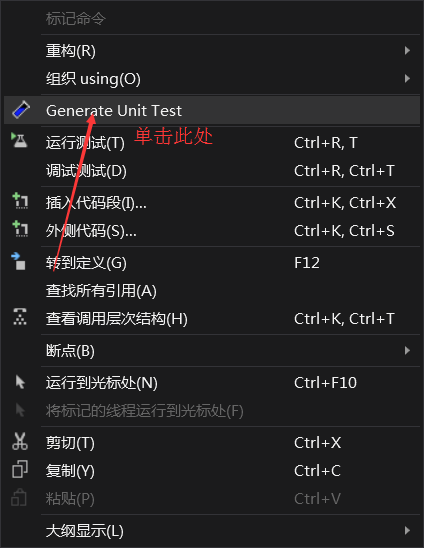 标记命令
重构(R)
组织 using(O)
Generate Unit Test
运行测试(T) Ctrl+R, T
单击此处
调试测试(D) Ctrl+R, Ctrl+T
插入代码段(I)... Ctrl+K, Ctrl+X
外侧代码(S)... Ctrl+K, Ctrl+S
转到定义(G) F12
查找所有引用(A)
查看调用层次结构(H) Ctrl+K, Ctrl+T
断点(B)
运行到光标处(N) Ctrl+F10
将标记的线程运行到光标处(F)
剪切(T) Ctrl+X
复制(Y) Ctrl+C
粘贴(P) Ctrl+V
大纲显示(L)